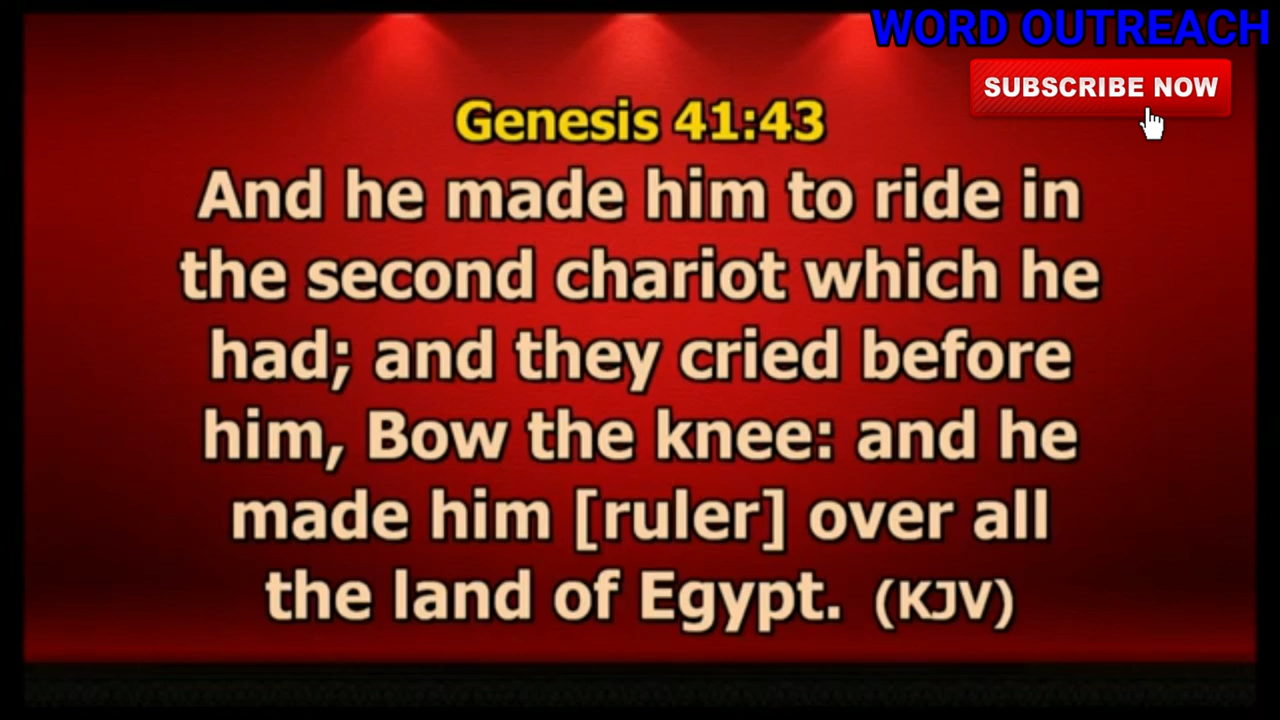 WORD OUTREACH
SUBSCRIBE NOW
Genesis 41:43
And he made him to ride in
the second chariot which he
had; and they cried before
him, Bow the knee: and he
made him [ruler] over all
the land of Egypt. (KJV)